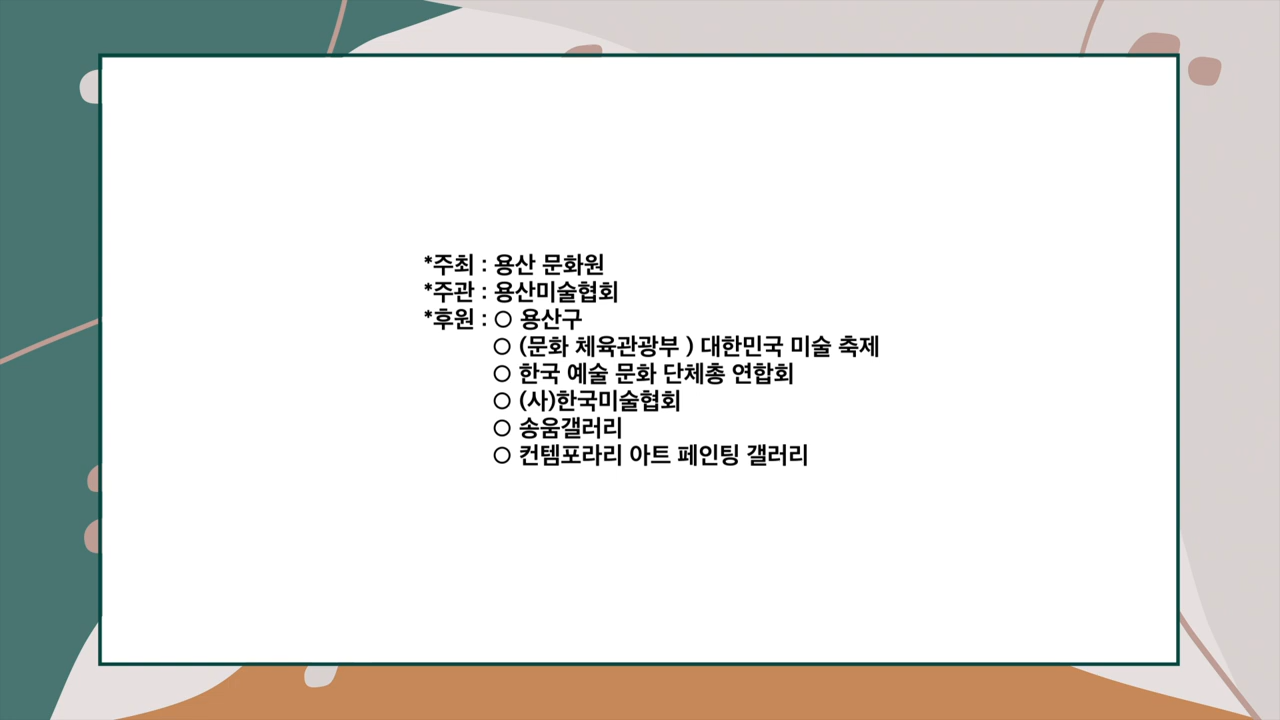 *주최 : 용산 문화원
*주관 : 용산미술협회
*후원 : ○ 용산구
○ (문화 체육관광부 ) 대한민국 미술 축제
○ 한국 예술 문화 단체총 연합회
○ (사)한국미술협회
○ 송움갤러리
○ 컨템포라리 아트 페인팅 갤러리